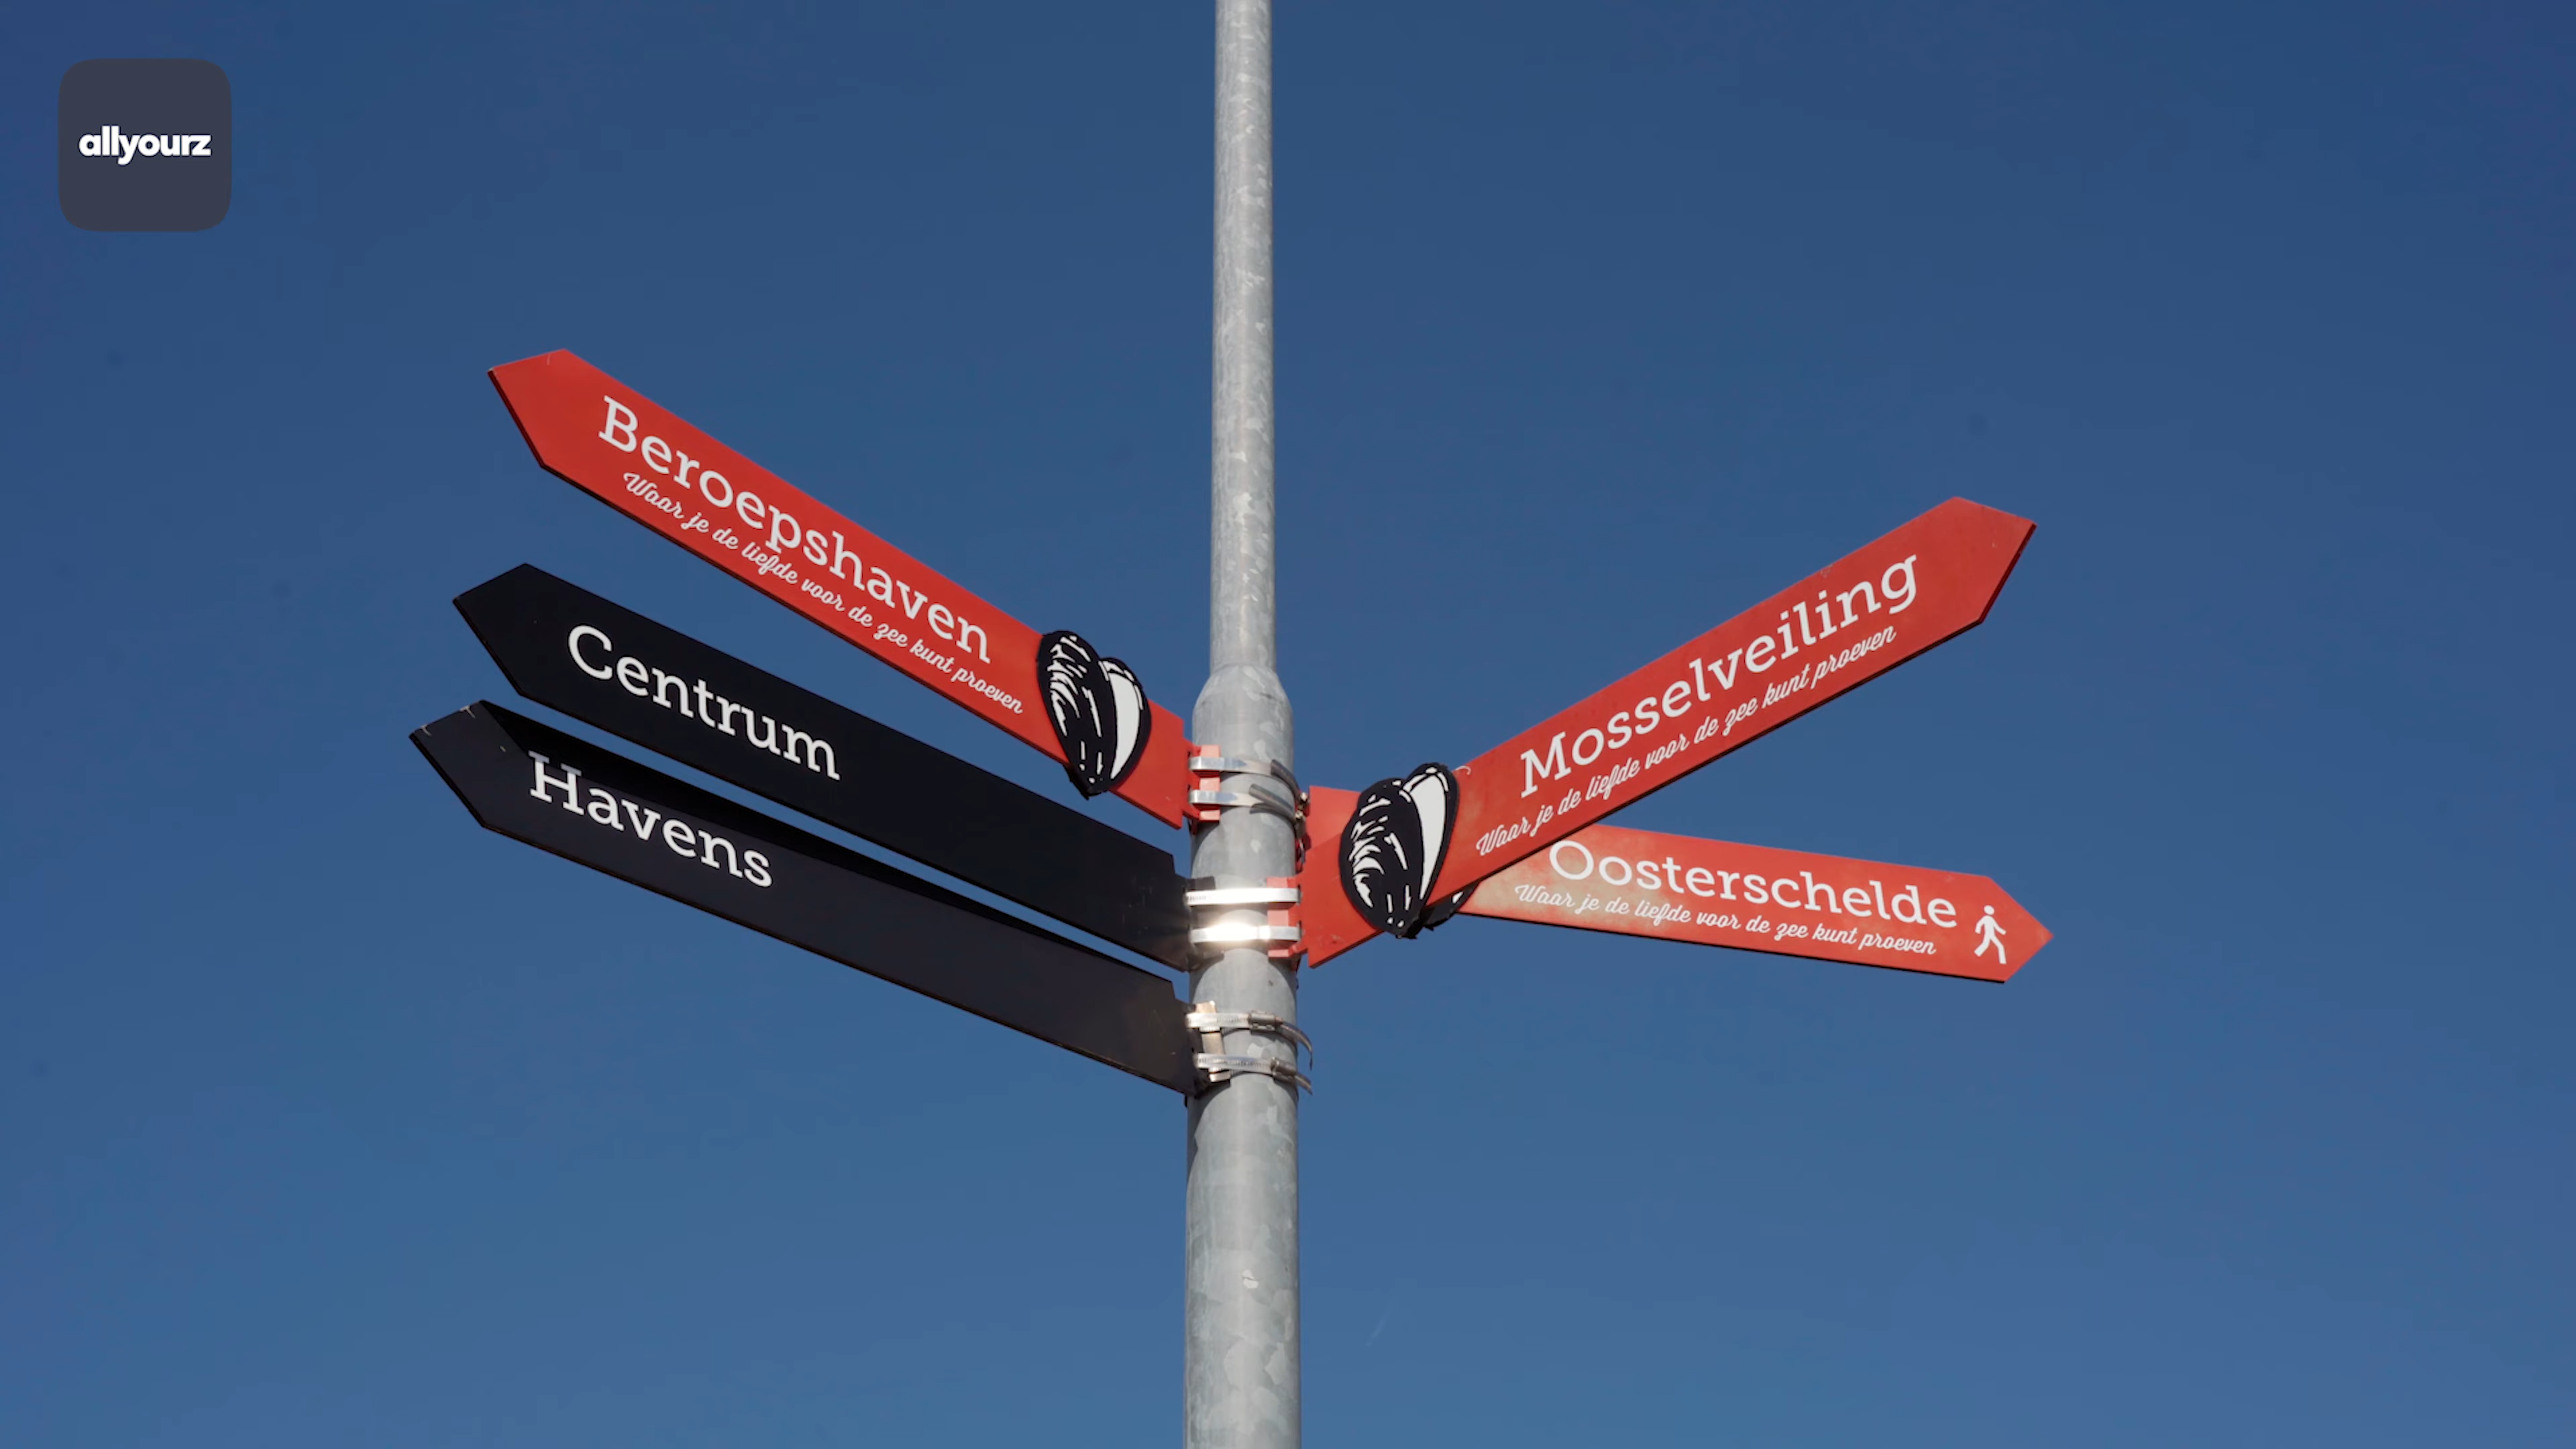 allyourz
Beroepshaven
Waar je de liefde voor de zee kunt proeven
Centrum
Havens
Mosselveiling
Waar je de liefde voor de zee kunt proeven
Oosterschelde
Waar je de liefde voor de zee kunt proeven